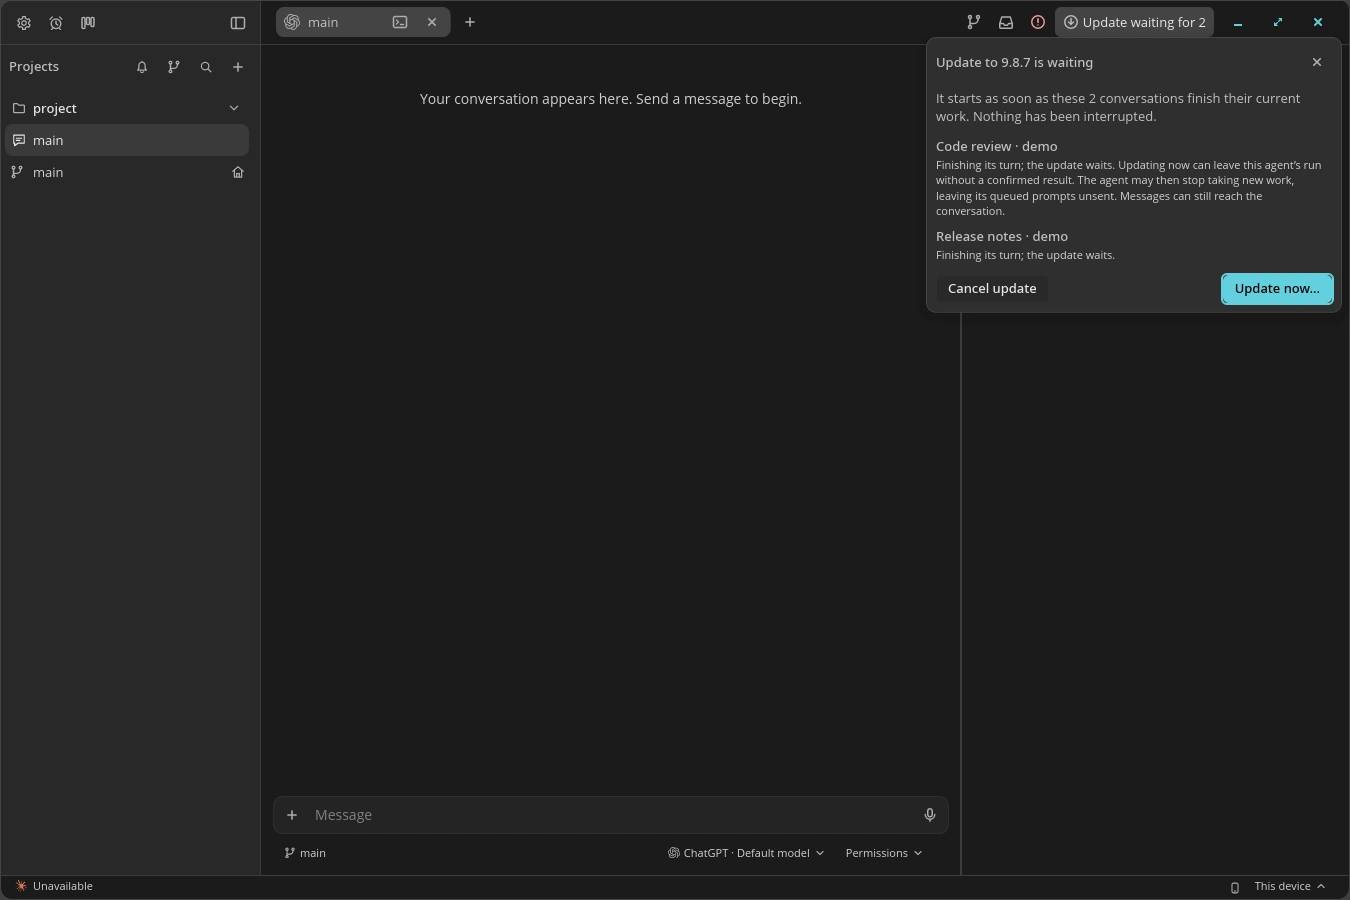 main
Update waiting for 2
Projects
project
main
main
Your conversation appears here. Send a message to begin.
Update to 9.8.7 is waiting
It starts as soon as these 2 conversations finish their current
work. Nothing has been interrupted.
Code review · demo
Finishing its turn; the update waits. Updating now can leave this agent’s run
without a confirmed result. The agent may then stop taking new work,
leaving its queued prompts unsent. Messages can still reach the
conversation.
Release notes · demo
Finishing its turn; the update waits.
Cancel update
Update now…
Message
main
ChatGPT · Default model
Permissions
Unavailable
This device